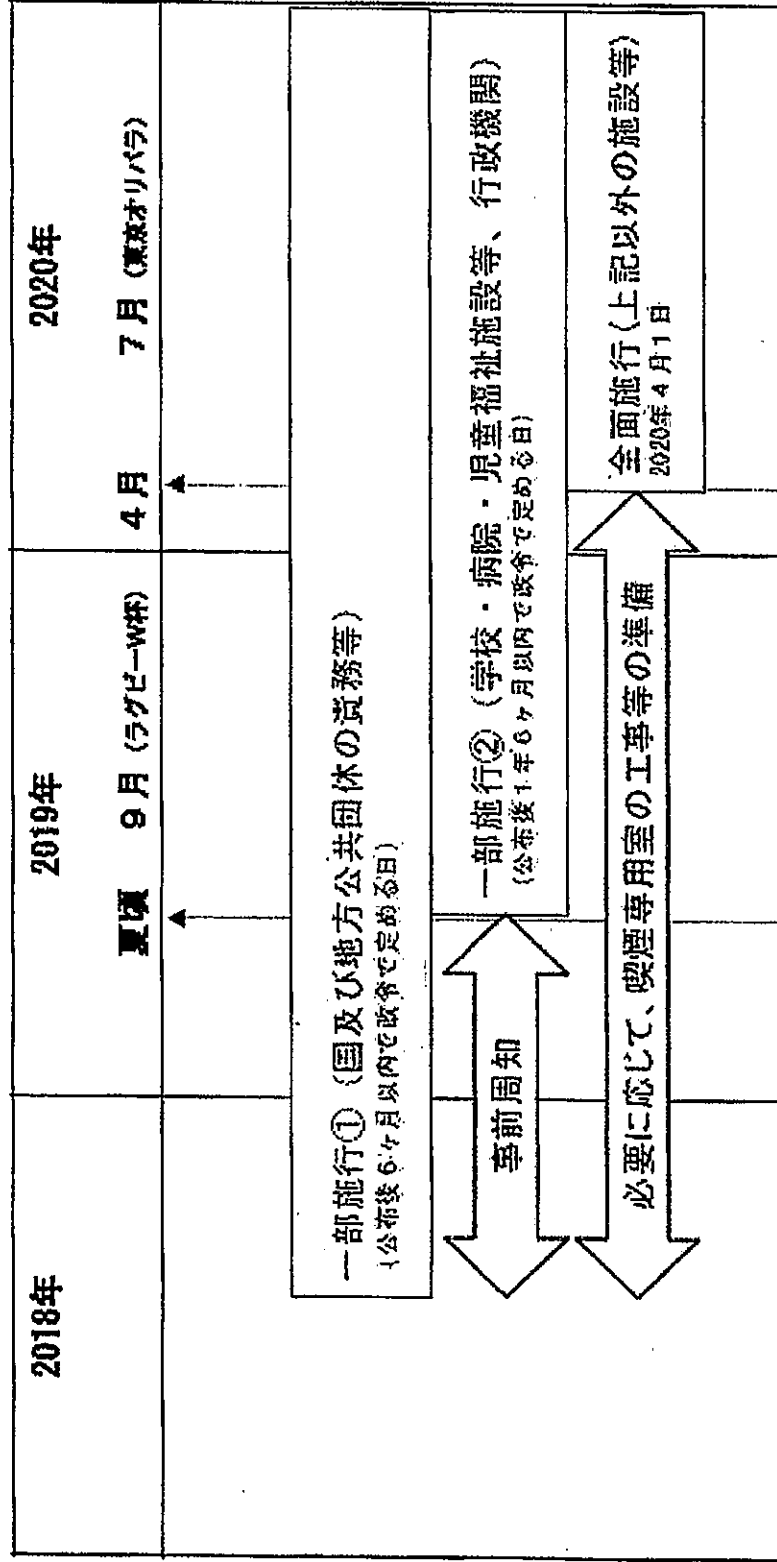 2018年
2019年
2020年
夏頃 9月（ラグビーW杯）
4月 7月（東京オリパラ）
一部施行①（国及び地方公共団体の責務等）
（公布後6ヶ月以内で政令で定める日）
一部施行②（学校・病院・児童福祉施設等、行政機関）
（公布後1年6ヶ月以内で政令で定める日）
事前周知
全面施行（上記以外の施設等）
2020年4月1日
必要に応じて、喫煙専用室の工事等の準備